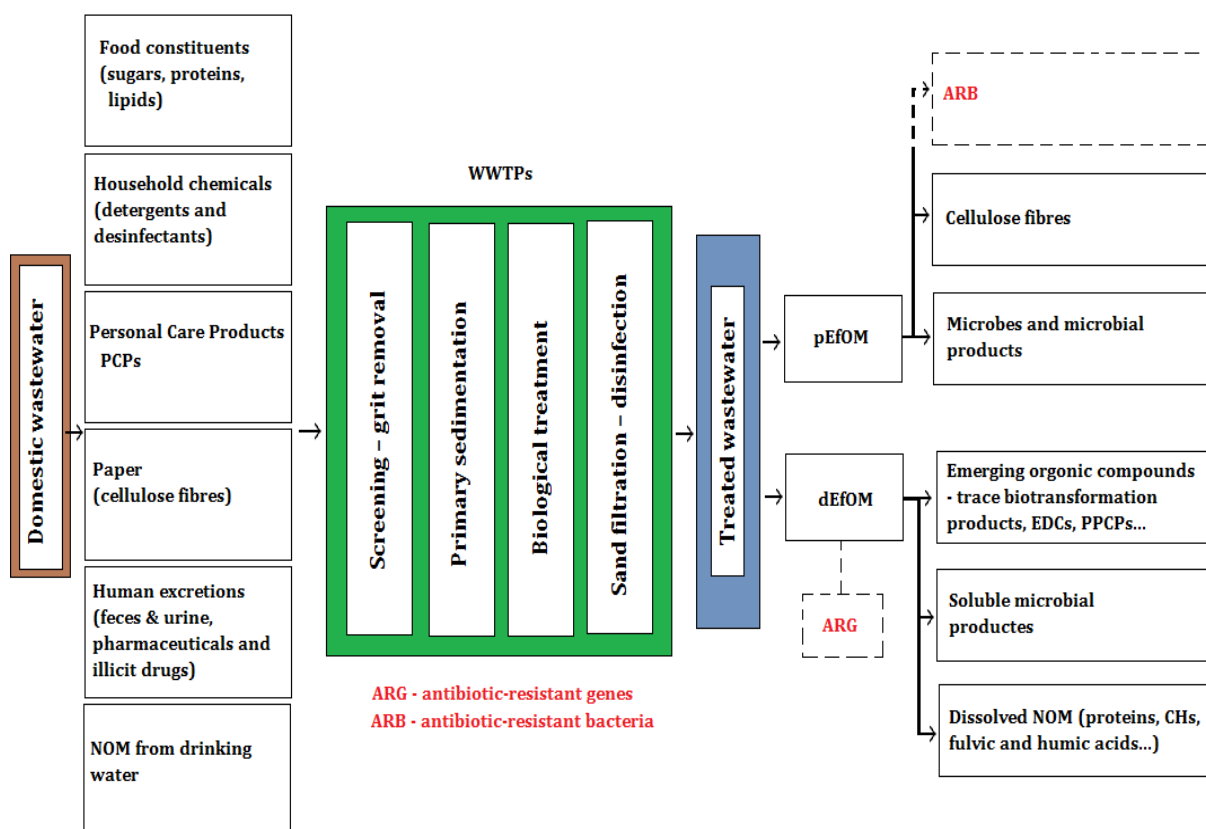 Domestic wastewater
Food constituents
(sugars, proteins,
lipids)
Household chemicals
(detergents and
desinfectants)
Personal Care Products
PCPs
Paper
(cellulose fibres)
Human excretions
(feces & urine,
pharmaceuticals and
illicit drugs)
NOM from drinking
water
WWTPs
Screening – grit removal
Primary sedimentation
Biological treatment
Sand filtration – disinfection
ARG - antibiotic-resistant genes
ARB - antibiotic-resistant bacteria
Treated wastewater
pEfOM
dEfOM
ARG
ARB
Cellulose fibres
Microbes and microbial
products
Emerging orgonic compounds
- trace biotransformation
products, EDCs, PPCPs...
Soluble microbial
productes
Dissolved NOM (proteins, CHs,
fulvic and humic acids...)